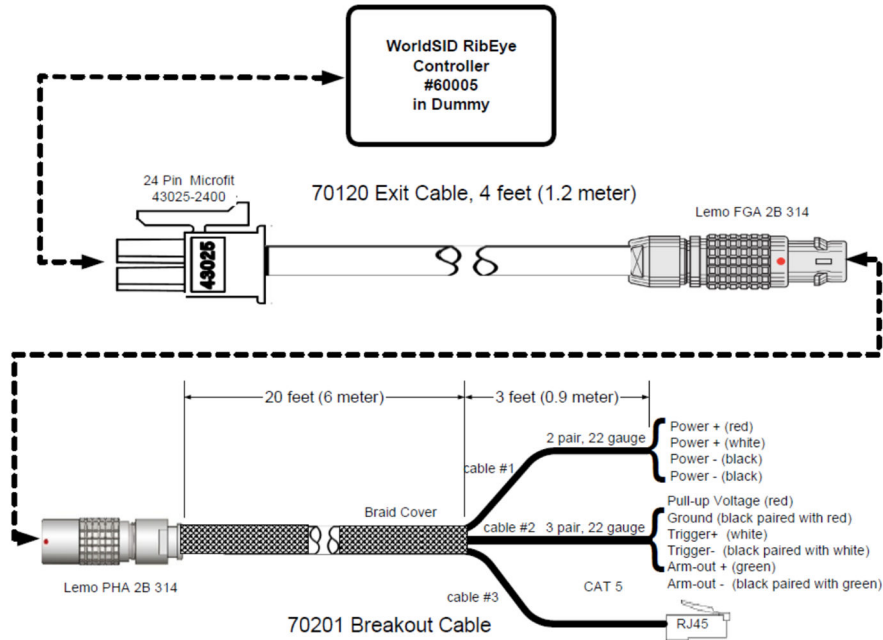 WorldSID RibEye
Controller
#60005
in Dummy
24 Pin Microfit
43025-2400
70120 Exit Cable, 4 feet (1.2 meter)
Lemo FGA 2B 314
43025
20 feet (6 meter)
3 feet (0.9 meter)
2 pair, 22 gauge
Power + (red)
Power + (white)
Power - (black)
Power - (black)
cable #1
Braid Cover
cable #2
3 pair, 22 gauge
Pull-up Voltage (red)
Ground (black paired with red)
Trigger+ (white)
Trigger- (black paired with white)
Arm-out + (green)
Arm-out - (black paired with green)
Lemo PHA 2B 314
cable #3
CAT 5
RJ45
70201 Breakout Cable